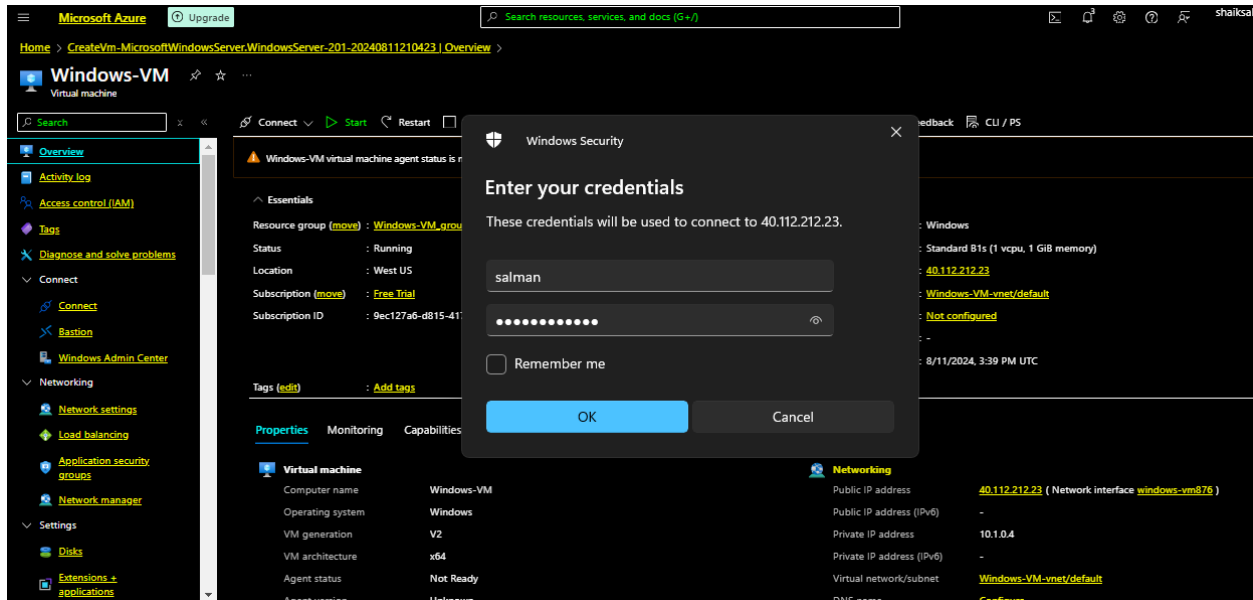 Microsoft Azure
Upgrade
Search resources, services, and docs (G+/)
3
Home > CreateVm-MicrosoftWindowsServer.WindowsServer-201-20240811210423 | Overview >
Windows-VM
Virtual machine
Search
Connect
Start
Restart
CLI / PS
Overview
Activity log
Access control (IAM)
Tags
Diagnose and solve problems
Connect
Connect
Bastion
Windows Admin Center
Networking
Network settings
Load balancing
Application security
groups
Network manager
Settings
Disks
Extensions +
applications
Windows-VM virtual machine agent status is
Essentials
Resource group (move) : Windows-VM_grou
Status : Running
Location : West US
Subscription (move) : Free Trial
Subscription ID : 9ec127a6-d815-41
Tags (edit) : Add tags
: Windows
: Standard B1s (1 vcpu, 1 GiB memory)
: 40.112.212.23
: Windows-VM-vnet/default
: Not configured
: -
: 8/11/2024, 3:39 PM UTC
Windows Security
Enter your credentials
These credentials will be used to connect to 40.112.212.23.
salman
●●●●●●●●●●●●
Remember me
OK
Cancel
Properties
Monitoring
Capabilities
Virtual machine
Computer name Windows-VM
Operating system Windows
VM generation V2
VM architecture x64
Agent status Not Ready
Agent version Unknown
Networking
Public IP address 40.112.212.23 ( Network interface windows-vm876 )
Public IP address (IPv6) -
Private IP address 10.1.0.4
Private IP address (IPv6) -
Virtual network/subnet Windows-VM-vnet/default
DNS name Configure